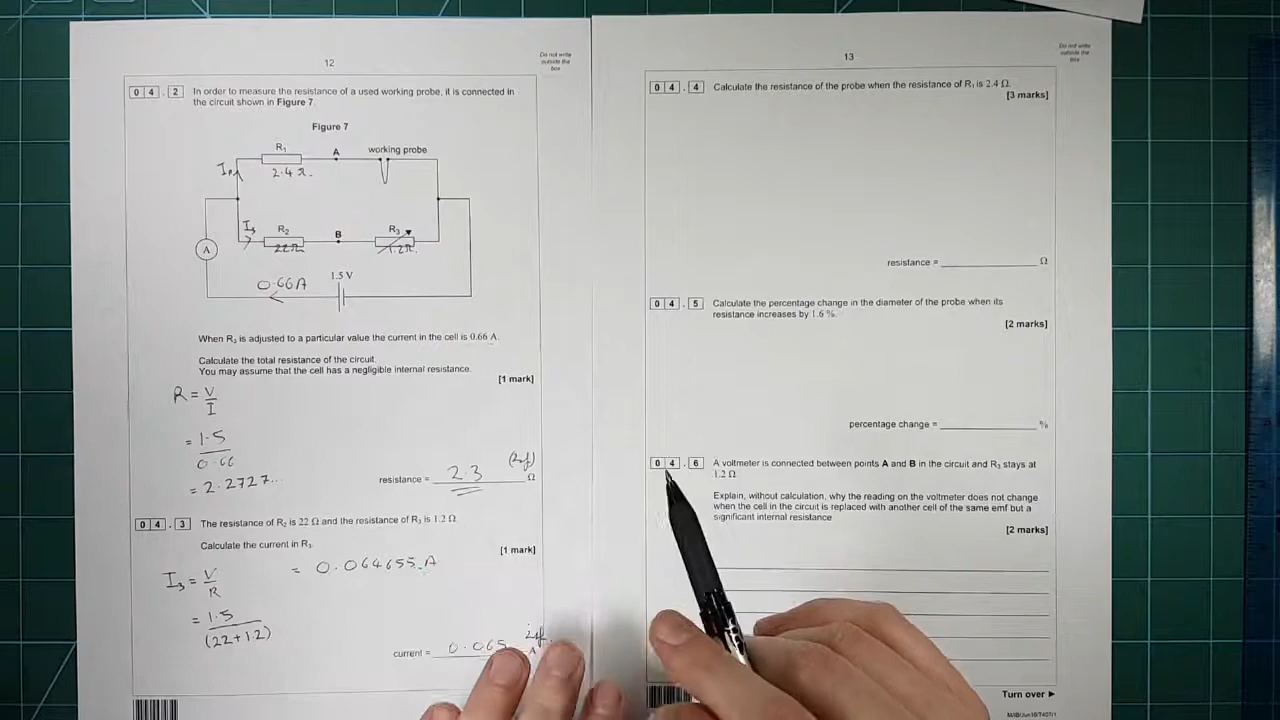 12
Do not write
outside the
box
0 4 . 2 In order to measure the resistance of a used working probe, it is connected in
the circuit shown in Figure 7.
Figure 7
R1 A working probe
I
2.4 Ω.
I3 R2 B R3
22Ω 1.2Ω.
A
0.66A 1.5 V
When R3 is adjusted to a particular value the current in the cell is 0.66 A.
Calculate the total resistance of the circuit.
You may assume that the cell has a negligible internal resistance.
[1 mark]
R = V
I
= 1.5
0.66
= 2.2727...
(2sf)
resistance = 2.3 Ω
0 4 . 3 The resistance of R2 is 22 Ω and the resistance of R3 is 1.2 Ω.
Calculate the current in R3.
[1 mark]
I3 = V
R
= 0.064655 A
= 1.5
(22+1.2)
2sf.
current = 0.065 A
13
Do not write
outside the
box
0 4 . 4 Calculate the resistance of the probe when the resistance of R1 is 2.4 Ω.
[3 marks]
resistance = Ω
0 4 . 5 Calculate the percentage change in the diameter of the probe when its
resistance increases by 1.6 %.
[2 marks]
percentage change = %
0 4 . 6 A voltmeter is connected between points A and B in the circuit and R3 stays at
1.2 Ω
Explain, without calculation, why the reading on the voltmeter does not change
when the cell in the circuit is replaced with another cell of the same emf but a
significant internal resistance
[2 marks]
Turn over ►